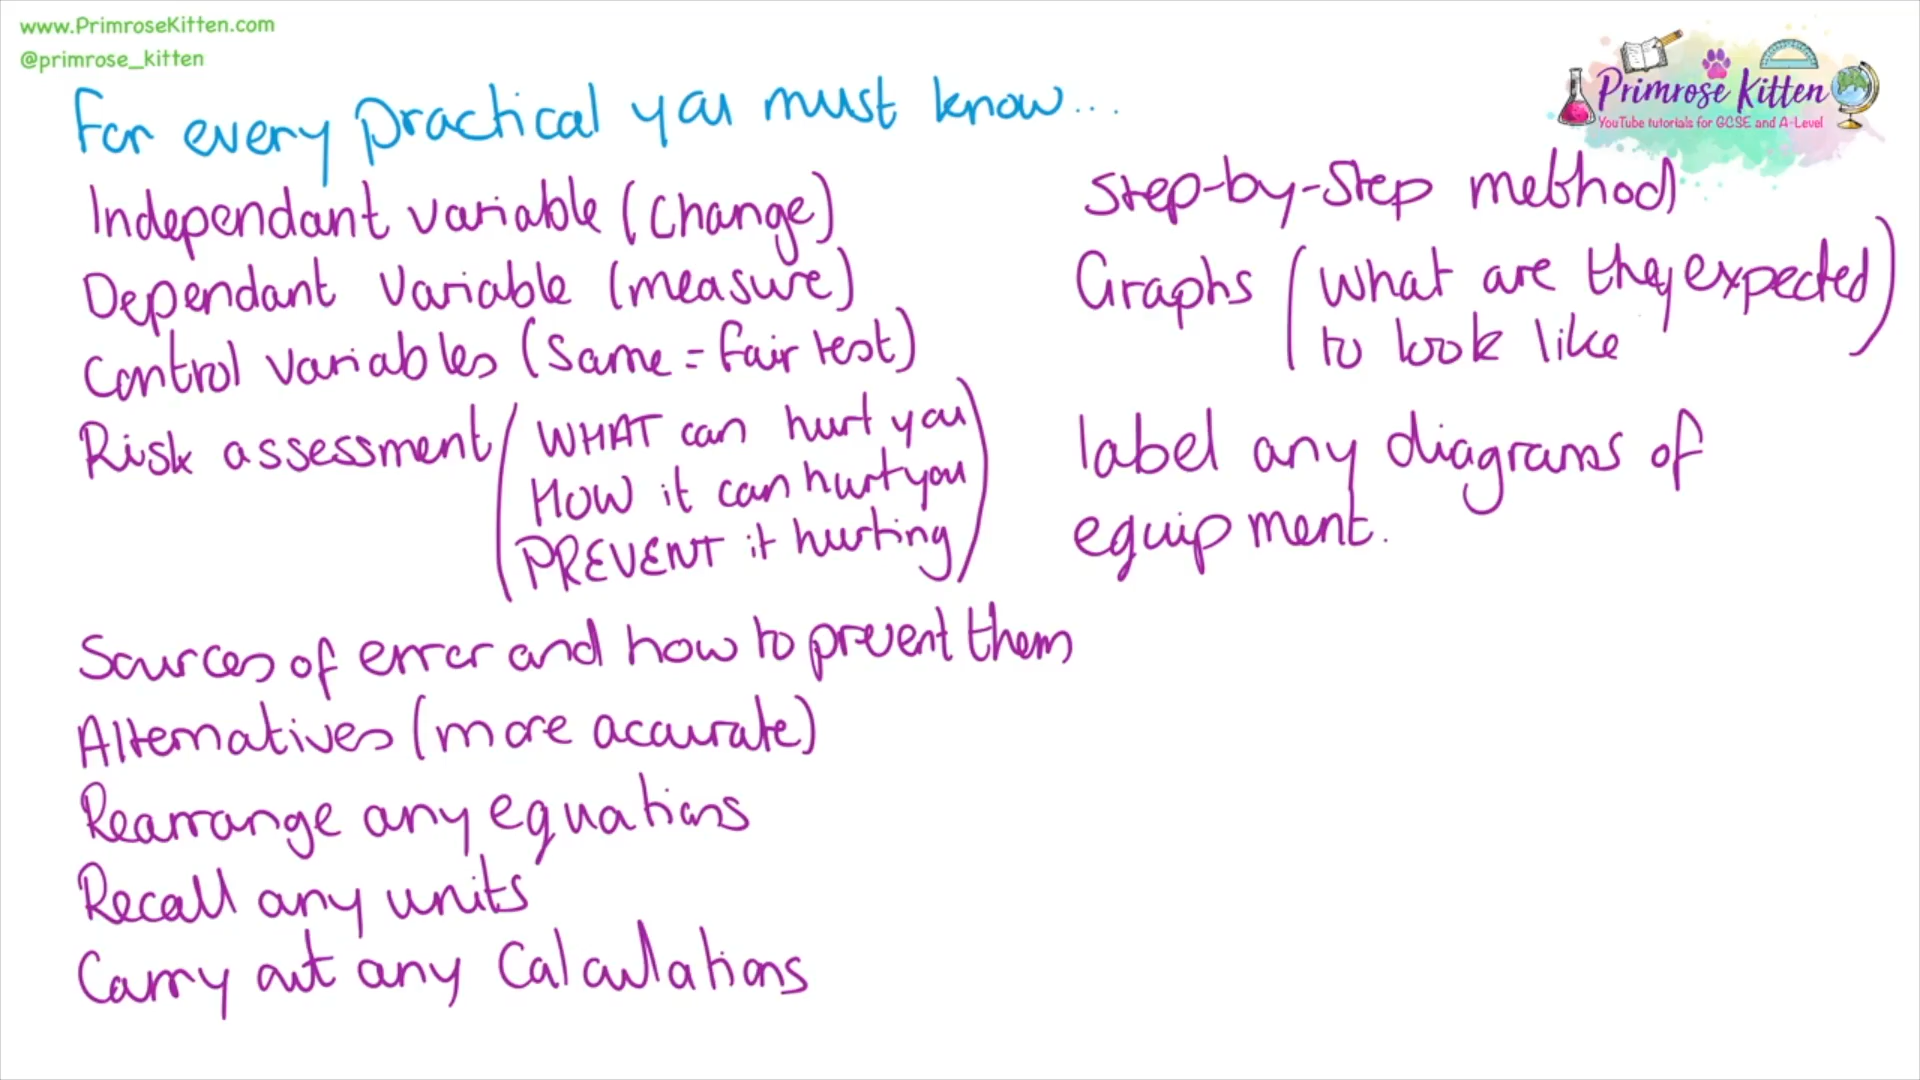 www.PrimroseKitten.com
@primrose_kitten
Primrose Kitten
YouTube tutorials for GCSE and A-Level
For every practical you must know...
Independant variable (change)
Dependant variable (measure)
Control variables (same = fair test)
Risk assessment (WHAT can hurt you
HOW it can hurt you
PREVENT it hurting)
Sources of error and how to prevent them
Alternatives (more accurate)
Rearrange any equations
Recall any units
Carry out any calculations
Step-by-step method
Graphs (what are they expected
to look like)
label any diagrams of
equipment.